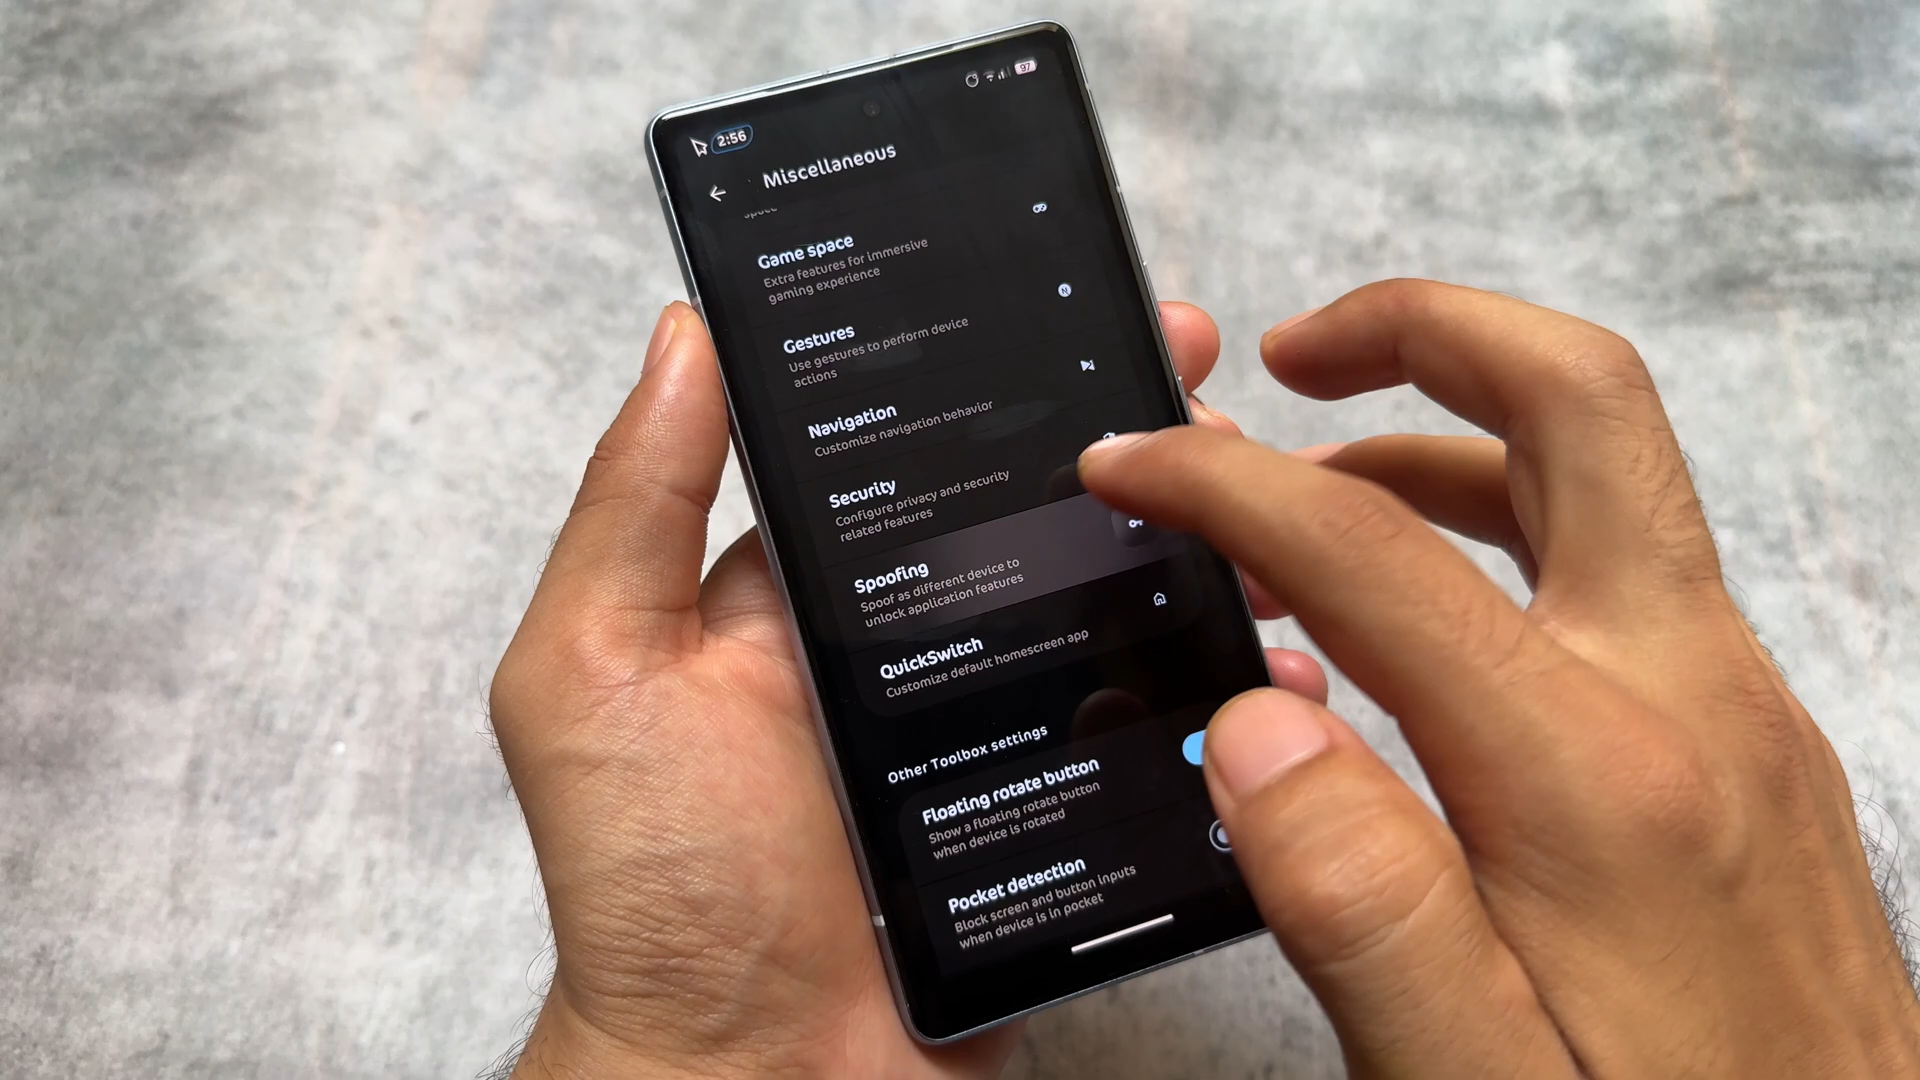 2:56
97
Miscellaneous
space
Game space
Extra features for immersive
gaming experience
Gestures
Use gestures to perform device
actions
Navigation
Customize navigation behavior
Security
Configure privacy and security
related features
Spoofing
Spoof as different device to
unlock application features
QuickSwitch
Customize default homescreen app
Other Toolbox settings
Floating rotate button
Show a floating rotate button
when device is rotated
Pocket detection
Block screen and button inputs
when device is in pocket